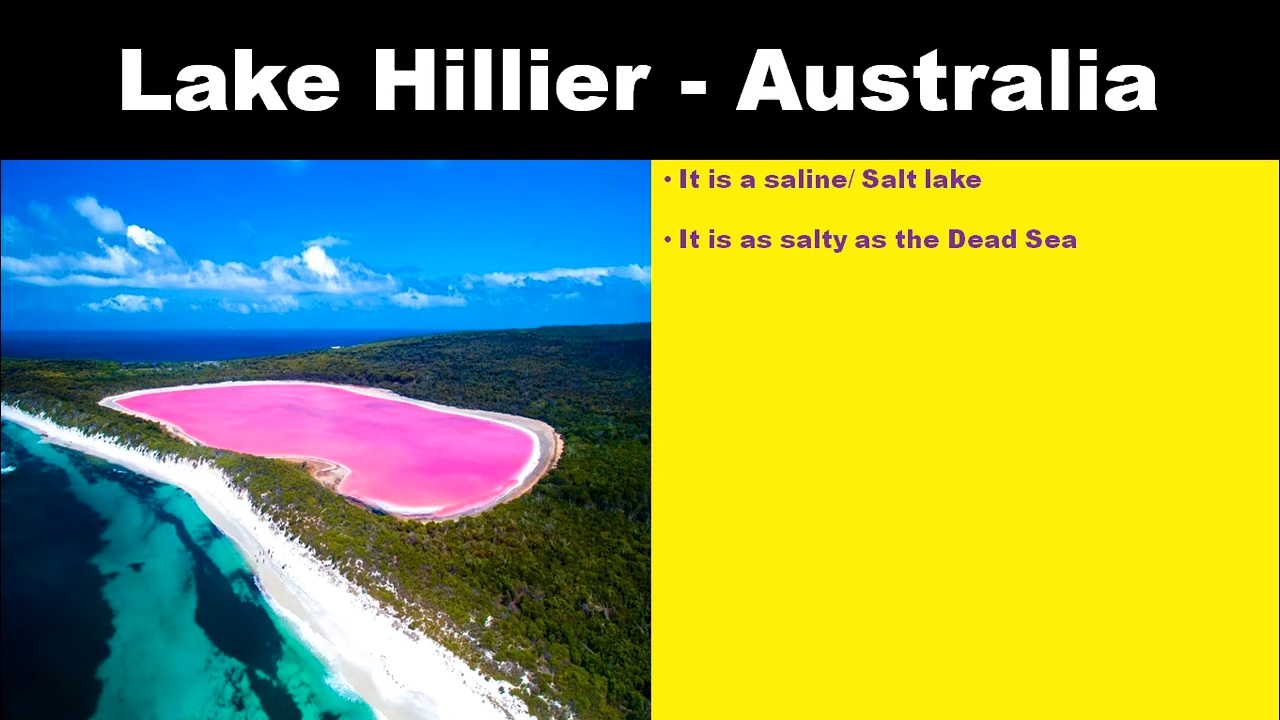 Lake Hillier - Australia
• It is a saline/ Salt lake
• It is as salty as the Dead Sea